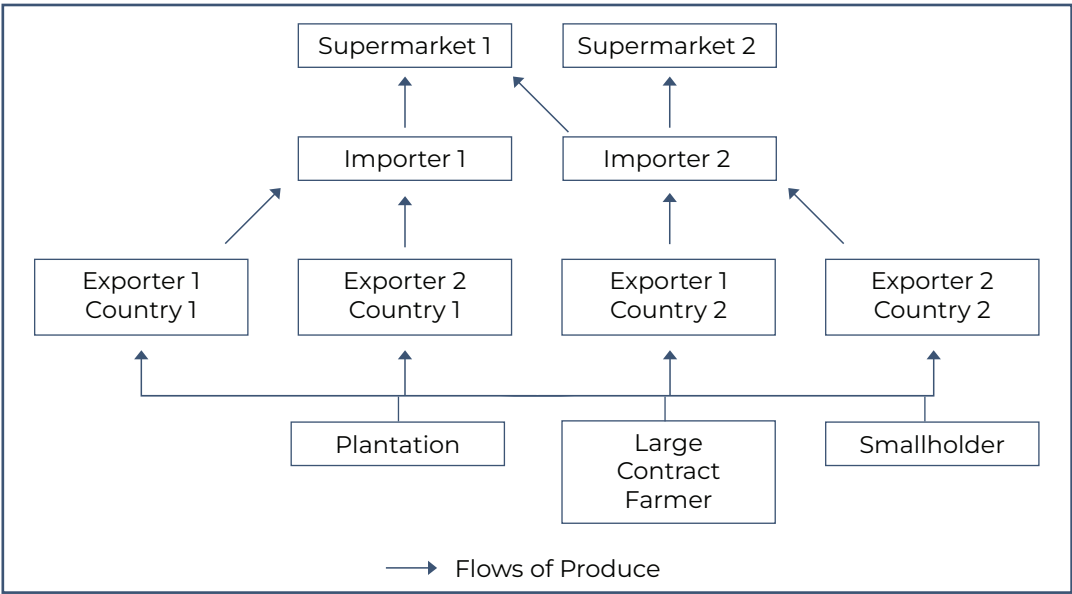 Supermarket 1
Supermarket 2
Importer 1
Importer 2
Exporter 1
Country 1
Exporter 2
Country 1
Exporter 1
Country 2
Exporter 2
Country 2
Plantation
Large
Contract
Farmer
Smallholder
Flows of Produce